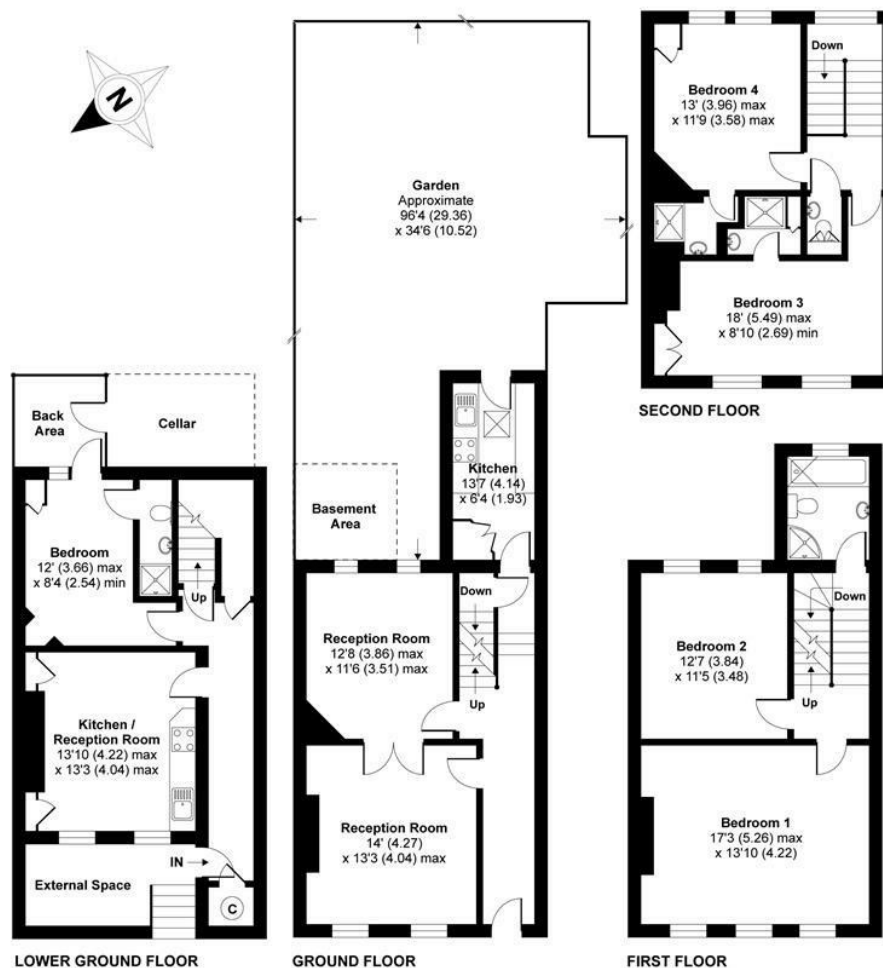 N
Garden
Approximate
96'4 (29.36)
x 34'6 (10.52)
Down
Bedroom 4
13' (3.96) max
x 11'9 (3.58) max
Bedroom 3
18' (5.49) max
x 8'10 (2.69) min
SECOND FLOOR
Back
Area
Cellar
Bedroom
12' (3.66) max
x 8'4 (2.54) min
Up
Kitchen /
Reception Room
13'10 (4.22) max
x 13'3 (4.04) max
IN
External Space
C
LOWER GROUND FLOOR
Kitchen
13'7 (4.14)
x 6'4 (1.93)
Basement
Area
Down
Reception Room
12'8 (3.86) max
x 11'6 (3.51) max
Up
Reception Room
14' (4.27)
x 13'3 (4.04) max
GROUND FLOOR
Down
Bedroom 2
12'7 (3.84)
x 11'5 (3.48)
Up
Bedroom 1
17'3 (5.26) max
x 13'10 (4.22)
FIRST FLOOR